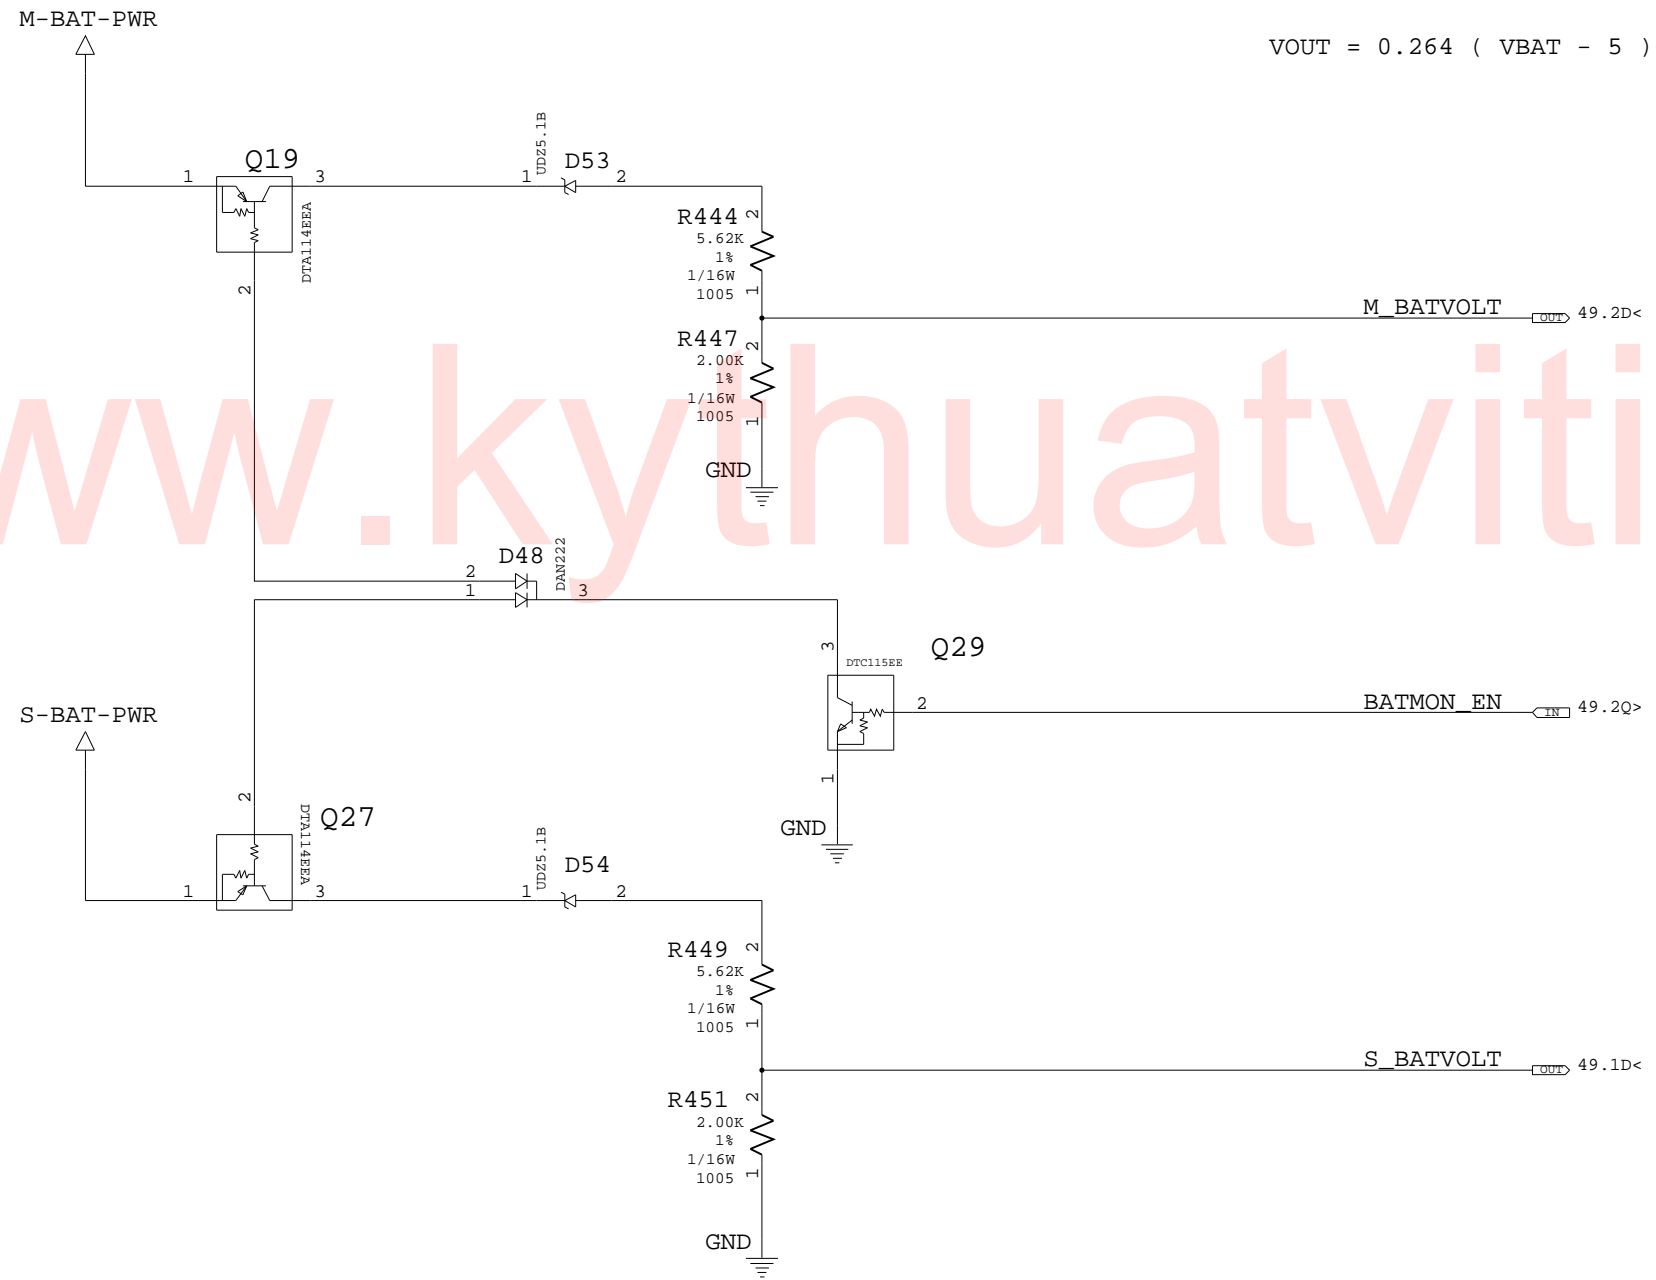 M-BAT-PWR
VOUT = 0.264 ( VBAT - 5 )
Q19
1
3
2
DTA114EEA
UDZ5.1B
D53
1
2
R444
5.62K
1%
1/16W
1005
2
1
M_BATVOLT
OUT
49.2D<
R447
2.00K
1%
1/16W
1005
2
1
GND
ww.kythuatviti
D48
DAN222
2
1
3
3
DTC115EE
Q29
2
BATMON_EN
IN
49.2Q>
1
GND
S-BAT-PWR
2
DTA114EEA
Q27
1
3
UDZ5.1B
D54
1
2
R449
5.62K
1%
1/16W
1005
2
1
S_BATVOLT
OUT
49.1D<
R451
2.00K
1%
1/16W
1005
2
1
GND